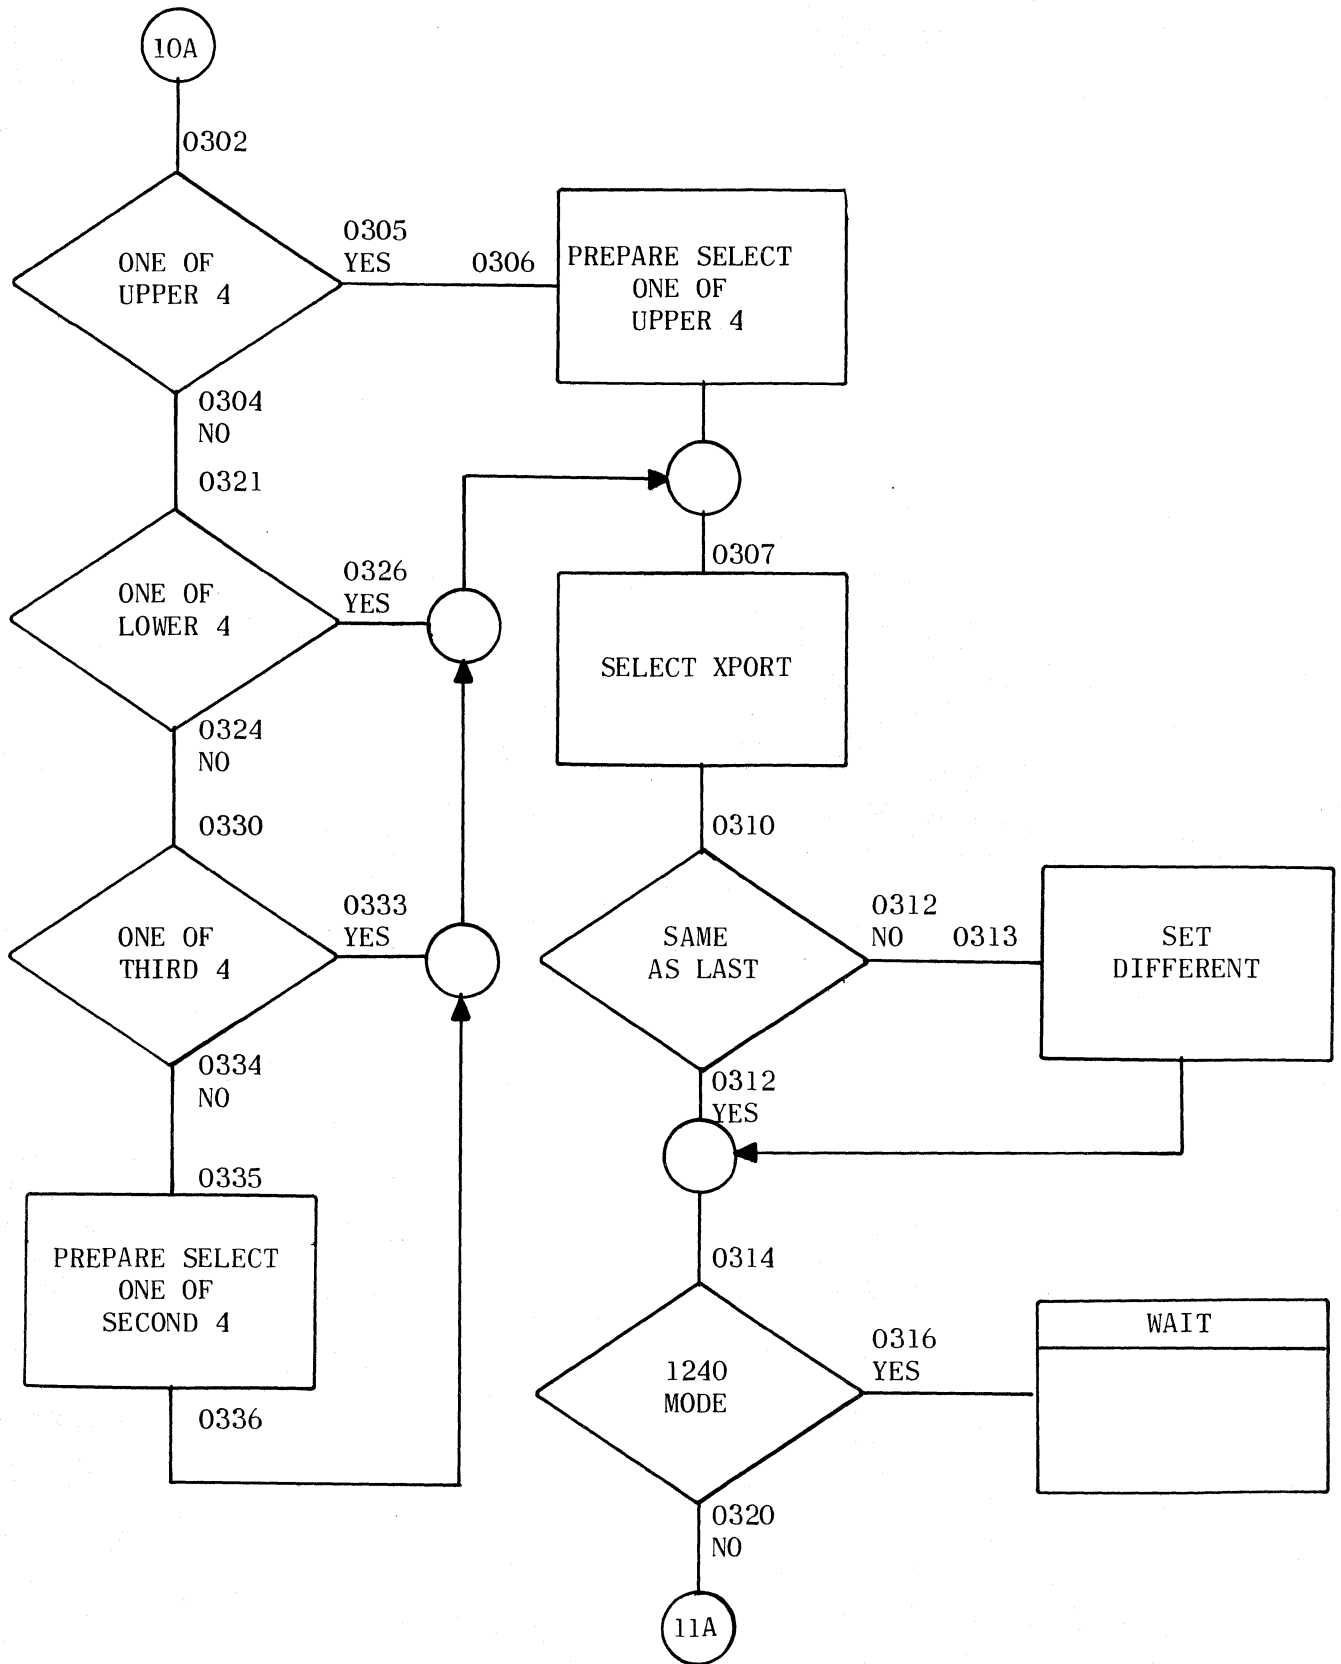 10A
0302
ONE OF
UPPER 4
0305
YES
0306
PREPARE SELECT
ONE OF
UPPER 4
0304
NO
0321
ONE OF
LOWER 4
0326
YES
0307
SELECT XPORT
0324
NO
0330
ONE OF
THIRD 4
0333
YES
0334
NO
0335
PREPARE SELECT
ONE OF
SECOND 4
0336
0310
SAME
AS LAST
0312
NO 0313
SET
DIFFERENT
0312
YES
0314
1240
MODE
0316
YES
WAIT
0320
NO
11A